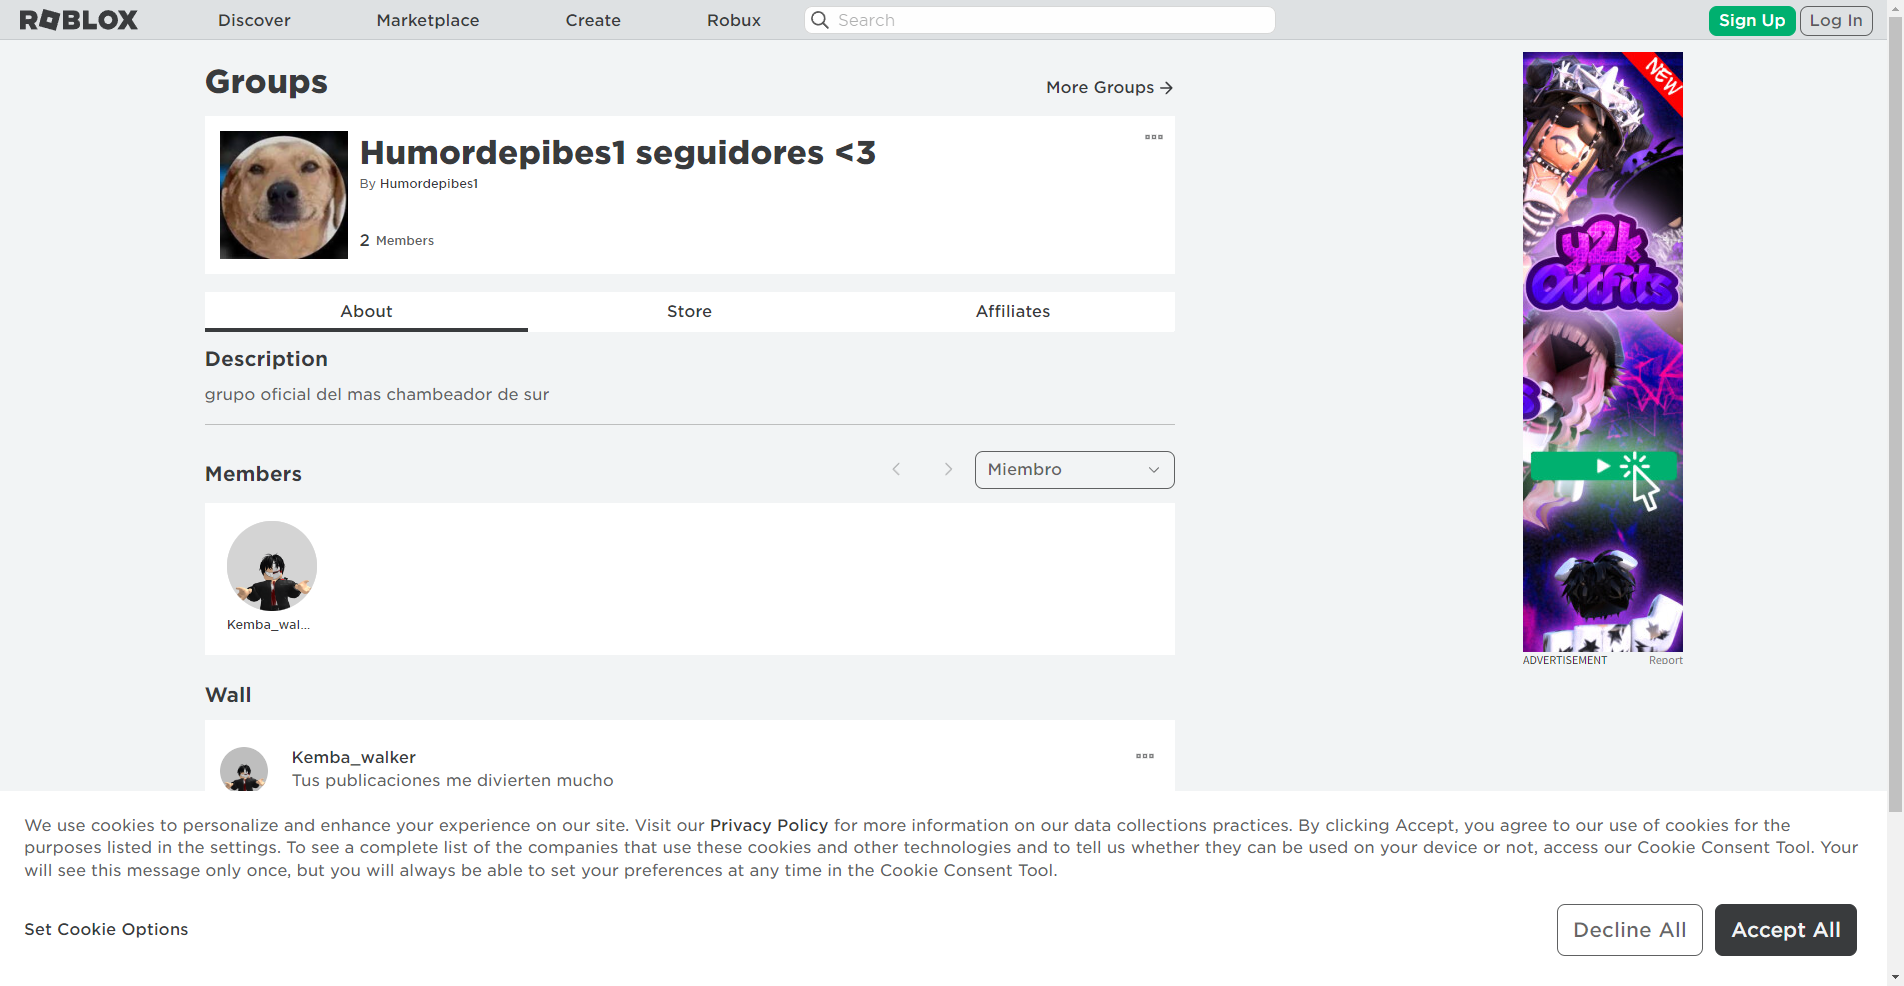 ROBLOX Discover Marketplace Create Robux Search Sign Up Log In
Groups
More Groups
Humordepibes1 seguidores <3
By Humordepibes1
2 Members
About Store Affiliates
Description
grupo oficial del mas chambeador de sur
Members
Miembro
Kemba_wal...
Wall
Kemba_walker
Tus publicaciones me divierten mucho
NEW
y2k
Outfits
ADVERTISEMENT Report
We use cookies to personalize and enhance your experience on our site. Visit our Privacy Policy for more information on our data collections practices. By clicking Accept, you agree to our use of cookies for the
purposes listed in the settings. To see a complete list of the companies that use these cookies and other technologies and to tell us whether they can be used on your device or not, access our Cookie Consent Tool. Your
will see this message only once, but you will always be able to set your preferences at any time in the Cookie Consent Tool.
Set Cookie Options
Decline All
Accept All